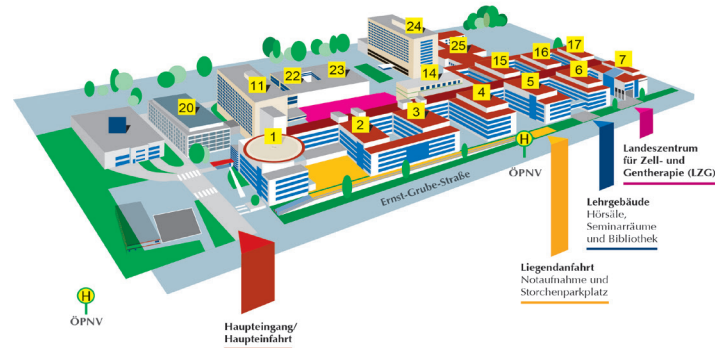 24
17
25
16
23
7
22
15
11
14
6
5
20
4
3
2
1
H
ÖPNV
Ernst-Grube-Straße
Landeszentrum
für Zell- und
Gentherapie (LZG)
Lehrgebäude
Hörsäle,
Seminarräume
und Bibliothek
Liegendanfahrt
Notaufnahme und
Storchenparkplatz
H
ÖPNV
Haupteingang/
Haupteinfahrt